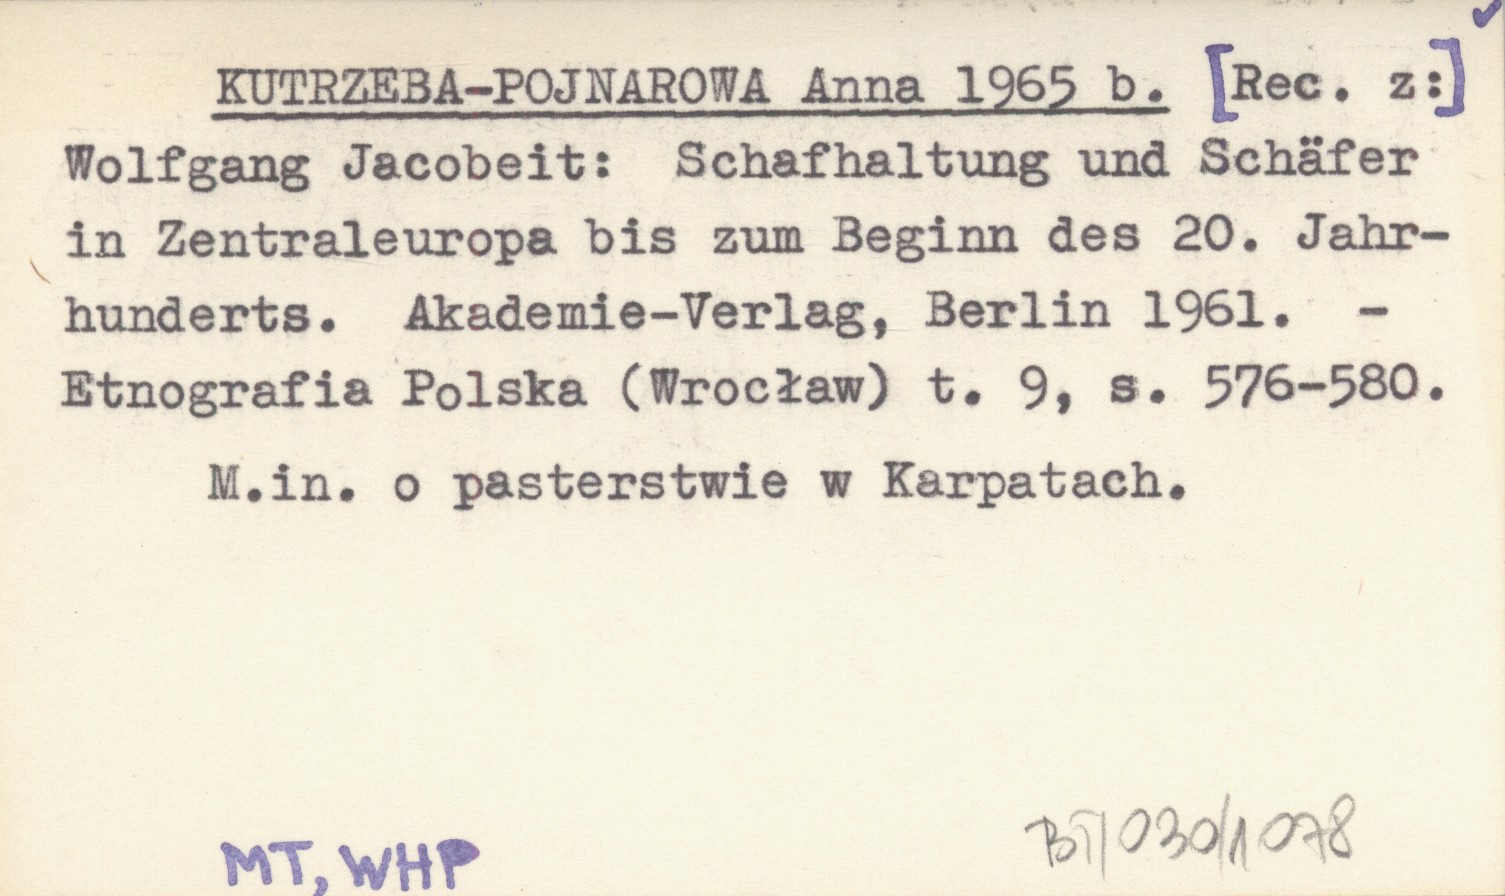 KUTRZEBA-POJNAROWA Anna 1965 b. [Rec. z:]
Wolfgang Jacobeit: Schafhaltung und Schäfer
in Zentraleuropa bis zum Beginn des 20. Jahr-
hunderts. Akademie-Verlag, Berlin 1961. -
Etnografia Polska (Wrocław) t. 9, s. 576-580.
M.in. o pasterstwie w Karpatach.
MT, WHP
BT/030/1078